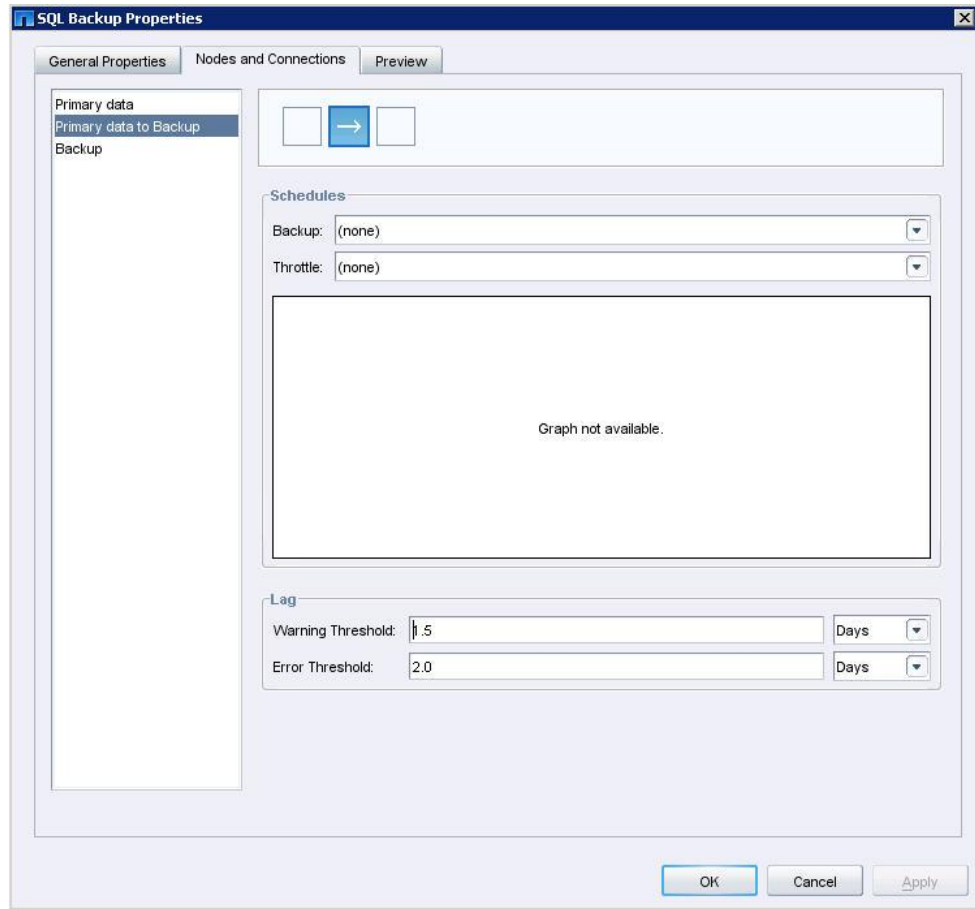 SQL Backup Properties
General Properties Nodes and Connections Preview
Primary data
Primary data to Backup
Backup
Schedules
Backup: (none)
Throttle: (none)
Graph not available.
Lag
Warning Threshold: 1.5 Days
Error Threshold: 2.0 Days
OK Cancel Apply